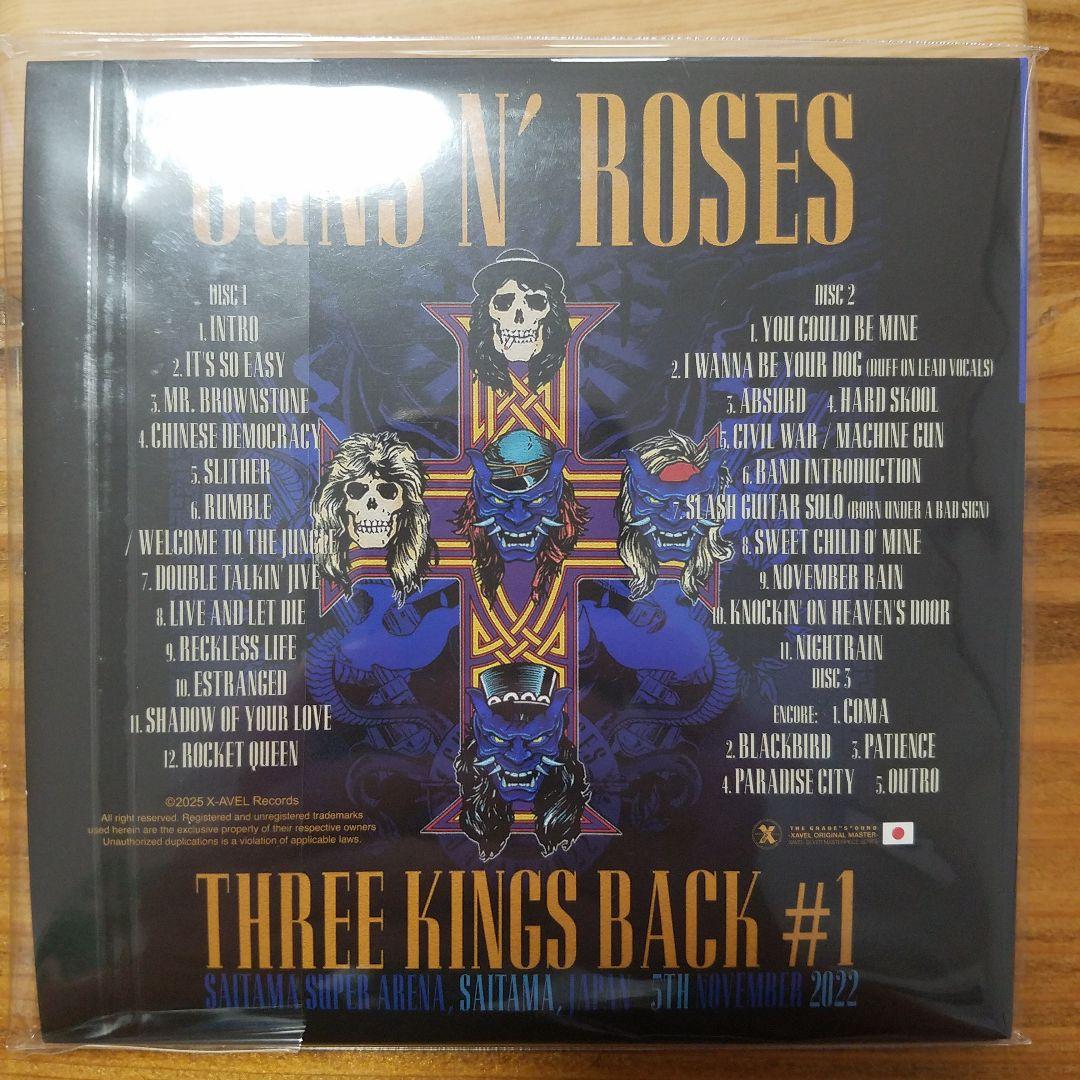 GUNS N' ROSES
DISC 1
1. INTRO
2. IT'S SO EASY
3. MR. BROWNSTONE
4. CHINESE DEMOCRACY
5. SLITHER
6. RUMBLE
/ WELCOME TO THE JUNGLE
7. DOUBLE TALKIN' JIVE
8. LIVE AND LET DIE
9. RECKLESS LIFE
10. ESTRANGED
11. SHADOW OF YOUR LOVE
12. ROCKET QUEEN
DISC 2
1. YOU COULD BE MINE
2. I WANNA BE YOUR DOG (DUFF ON LEAD VOCALS)
3. ABSURD 4. HARD SKOOL
5. CIVIL WAR / MACHINE GUN
6. BAND INTRODUCTION
7. SLASH GUITAR SOLO (BORN UNDER A BAD SIGN)
8. SWEET CHILD O' MINE
9. NOVEMBER RAIN
10. KNOCKIN' ON HEAVEN'S DOOR
11. NIGHTRAIN
DISC 3
ENCORE: 1. COMA
2. BLACKBIRD 3. PATIENCE
4. PARADISE CITY 5. OUTRO
©2025 X-AVEL Records
All right reserved. Registered and unregistered trademarks
used herein are the exclusive property of their respective owners
Unauthorized duplications is a violation of applicable laws.
X
THE GRADE"S"OUND
-XAVEL ORIGINAL MASTER-
THREE KINGS BACK #1
SAITAMA SUPER ARENA, SAITAMA, JAPAN 5TH NOVEMBER 2022